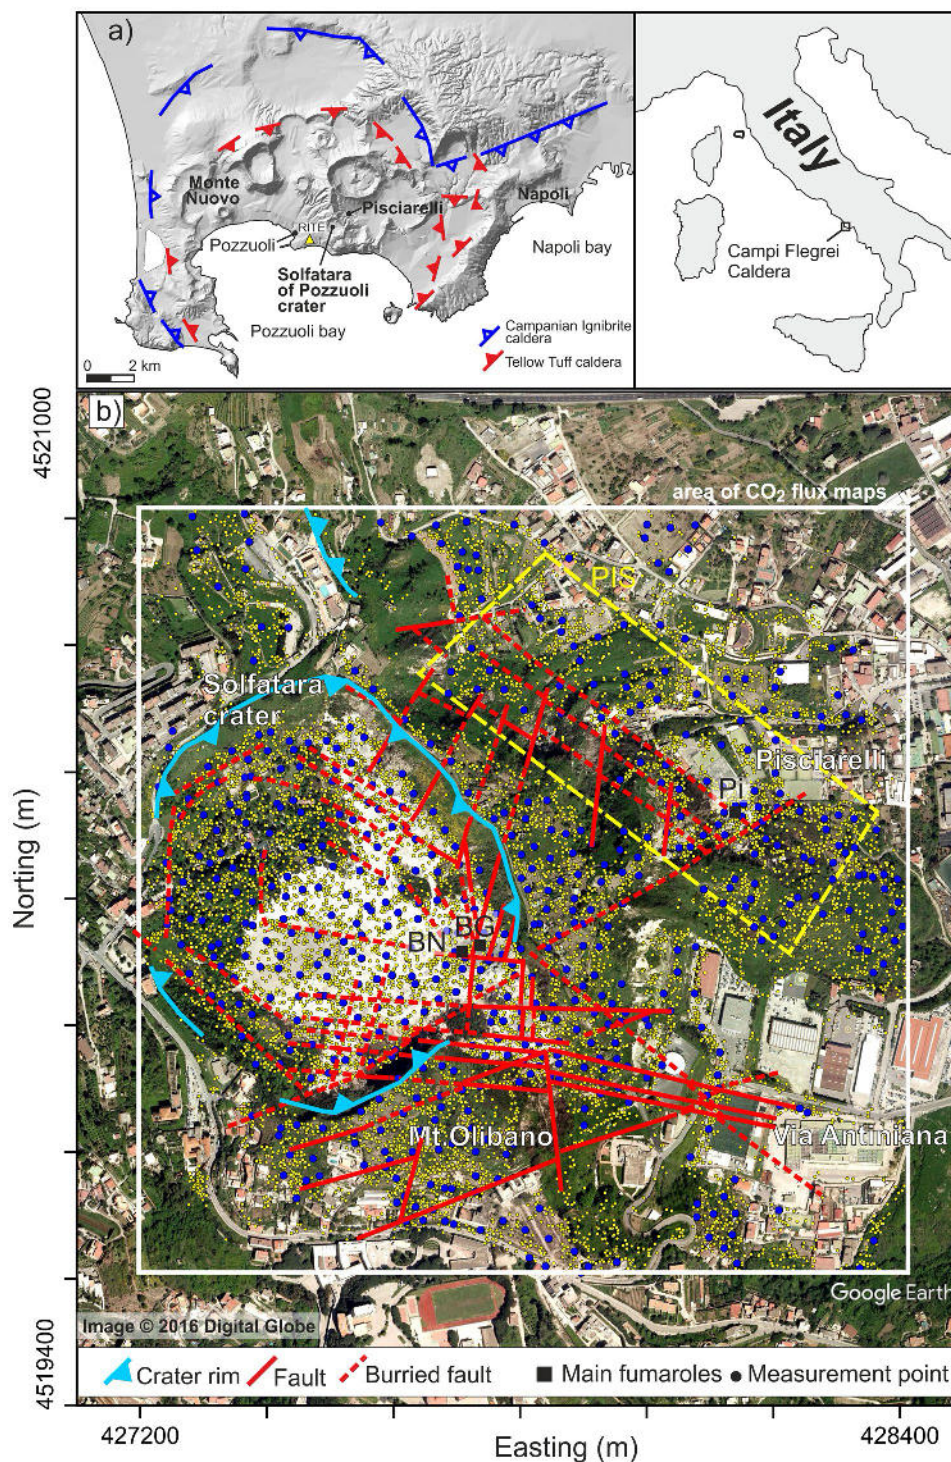 a)
Monte
Nuovo
Pisciarelli
Napoli
RITE
Pozzuoli
Napoli bay
Solfatara
of Pozzuoli
crater
Pozzuoli bay
Campanian Ignibrite
caldera
Tellow Tuff caldera
0 2 km
Italy
Campi Flegrei
Caldera
b)
4521000
area of CO2 flux maps
PIS
Solfatara
crater
Pisciarelli
Pi
Norting (m)
BG
BN
Mt Olibano
Via Antiniana
Google Earth
Image © 2016 Digital Globe
4519400
Crater rim Fault Burried fault Main fumaroles Measurement point
427200 428400
Easting (m)